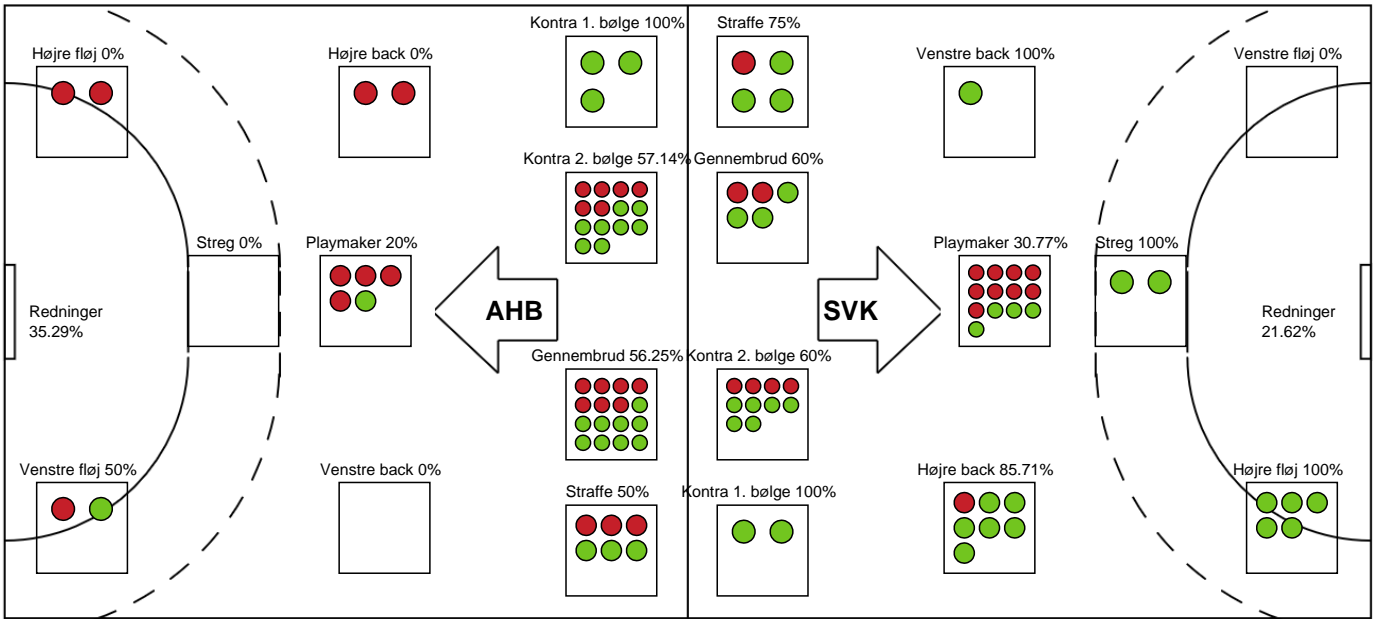 Kontra 1. bølge 100%
Straffe 75%
Højre fløj 0%
Højre back 0%
Venstre back 100%
Venstre fløj 0%
Kontra 2. bølge 57.14%
Gennembrud 60%
Streg 0%
Playmaker 20%
Playmaker 30.77%
Streg 100%
Redninger
35.29%
AHB
SVK
Redninger
21.62%
Gennembrud 56.25%
Kontra 2. bølge 60%
Venstre fløj 50%
Venstre back 0%
Straffe 50%
Kontra 1. bølge 100%
Højre back 85.71%
Højre fløj 100%